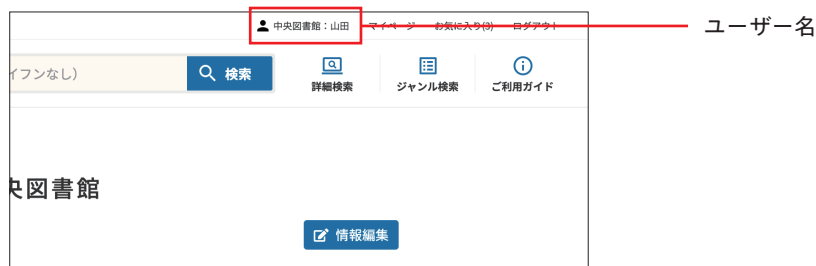 中央図書館：山田 マイページ お気に入り(3) ログアウト ユーザー名
イフンなし） 検索 詳細検索 ジャンル検索 ご利用ガイド
央図書館
情報編集